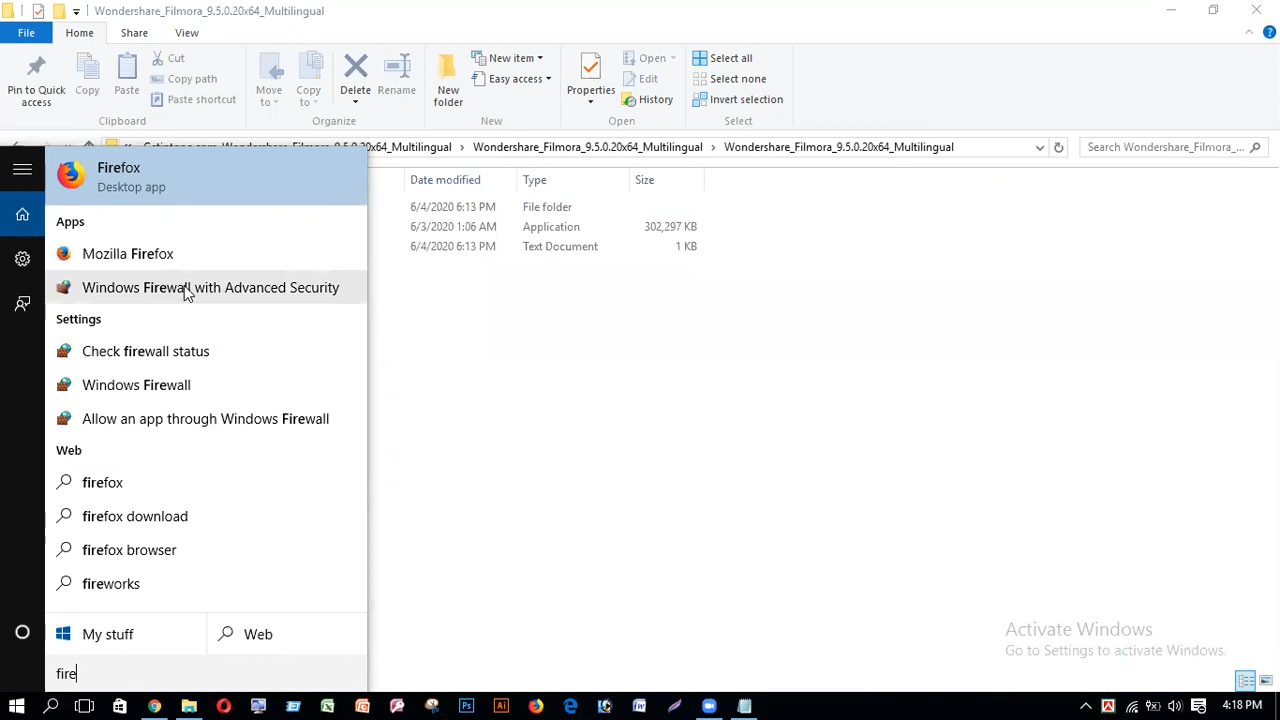 Wondershare_Filmora_9.5.0.20x64_Multilingual
File Home Share View
Pin to Quick access
Copy
Paste
Cut
Copy path
Paste shortcut
Clipboard
Move to
Copy to
Delete
Rename
Organize
New folder
New item
Easy access
New
Properties
Open
Edit
History
Open
Select all
Select none
Invert selection
Select
Wondershare_Filmora_9.5.0.20x64_Multilingual > Wondershare_Filmora_9.5.0.20x64_Multilingual > Wondershare_Filmora_9.5.0.20x64_Multilingual
Search Wondershare_Filmora_...
Date modified Type Size
6/4/2020 6:13 PM File folder
6/3/2020 1:06 AM Application 302,297 KB
6/4/2020 6:13 PM Text Document 1 KB
Firefox
Desktop app
Apps
Mozilla Firefox
Windows Firewall with Advanced Security
Settings
Check firewall status
Windows Firewall
Allow an app through Windows Firewall
Web
firefox
firefox download
firefox browser
fireworks
My stuff Web
fire
Activate Windows
Go to Settings to activate Windows.
4:18 PM